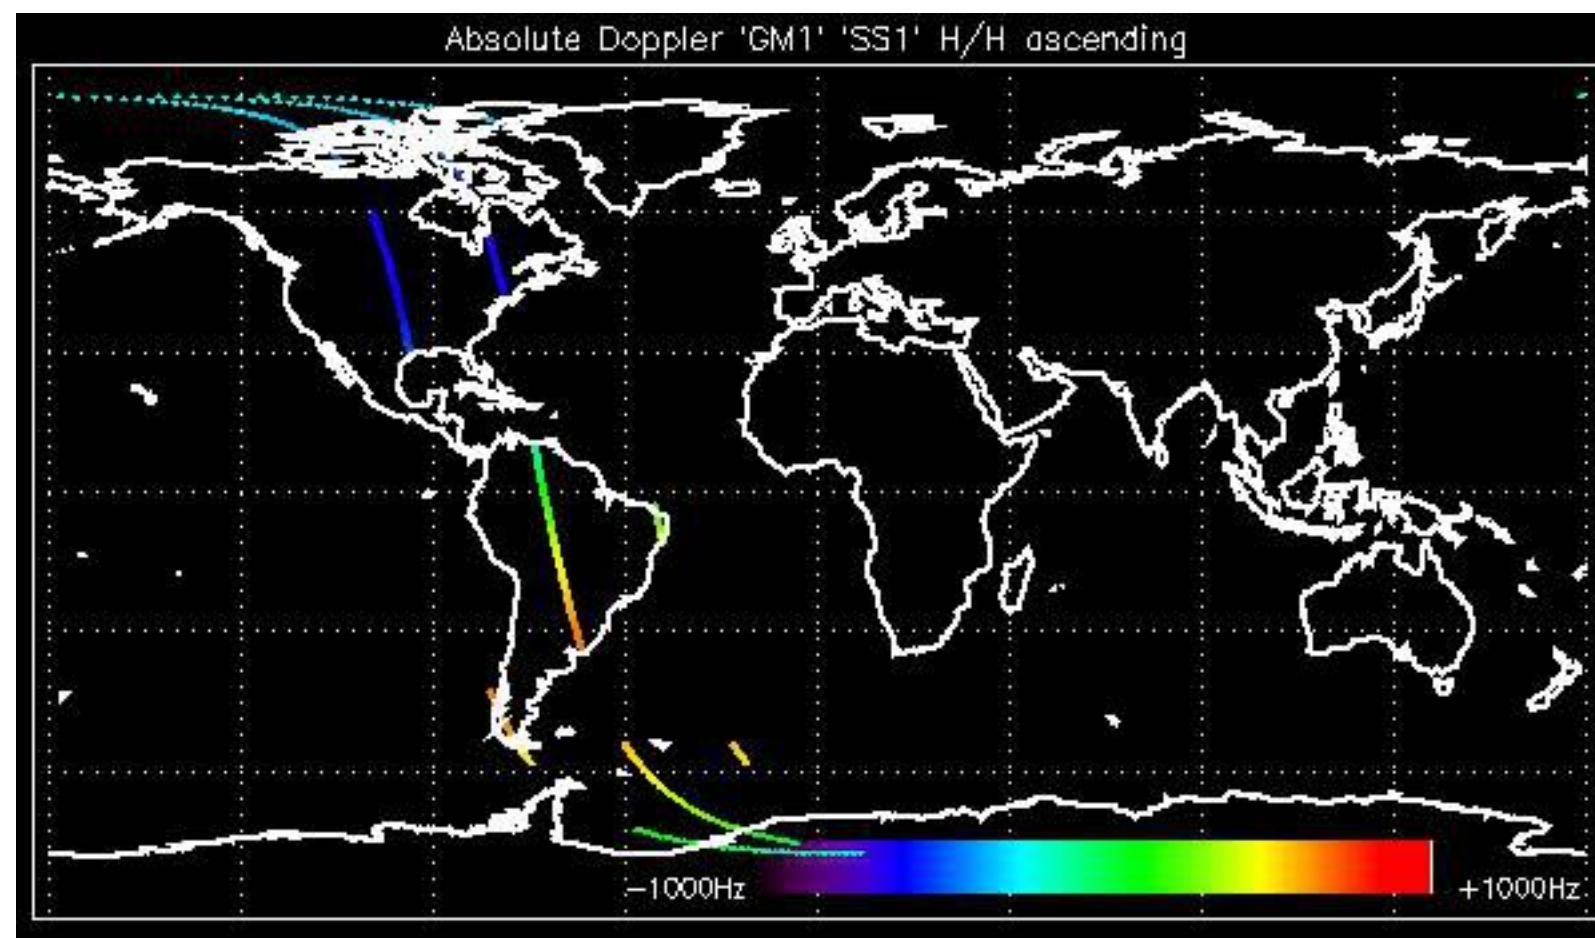 Absolute Doppler 'GM1' 'SS1' H/H ascending
−1000Hz
+1000Hz